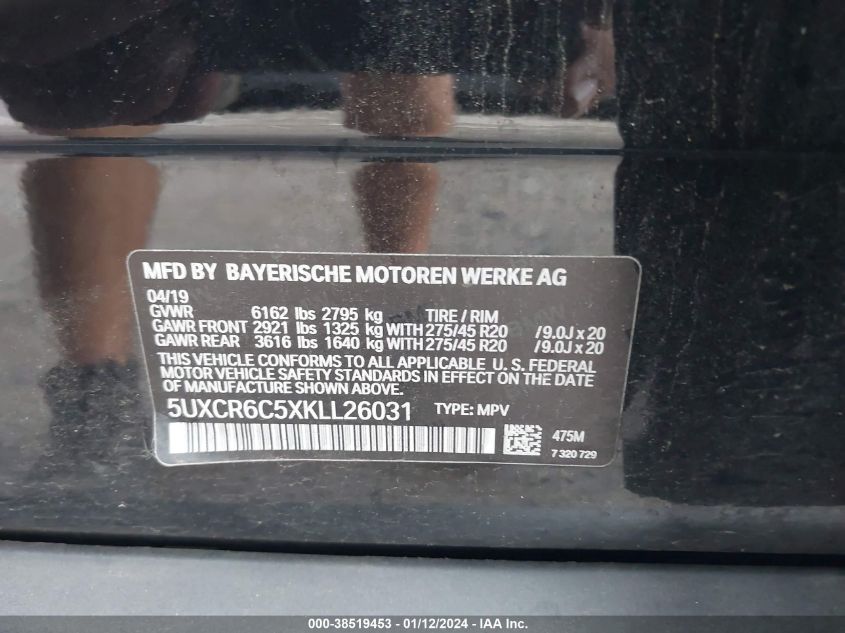 MFD BY BAYERISCHE MOTOREN WERKE AG
04/19
GVWR 6162 lbs 2795 kg TIRE / RIM
GAWR FRONT 2921 lbs 1325 kg WITH 275/45 R20 /9.0J x 20
GAWR REAR 3616 lbs 1640 kg WITH 275/45 R20 /9.0J x 20
THIS VEHICLE CONFORMS TO ALL APPLICABLE U. S. FEDERAL
MOTOR VEHICLE SAFETY STANDARDS IN EFFECT ON THE DATE
OF MANUFACTURE SHOWN ABOVE.
5UXCR6C5XKLL26031 TYPE: MPV
475M
7 320 729
000-38519453 - 01/12/2024 - IAA Inc.